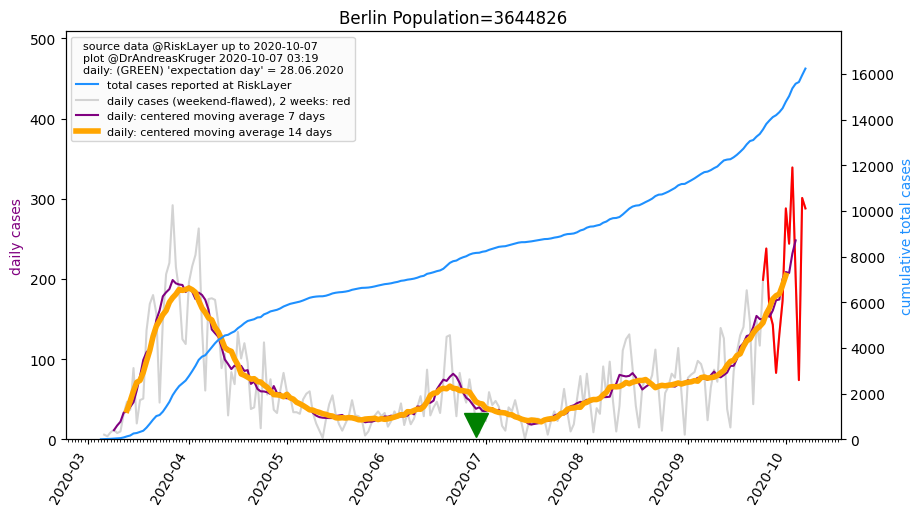 Berlin Population=3644826
source data @RiskLayer up to 2020-10-07
plot @DrAndreasKruger 2020-10-07 03:19
daily: (GREEN) 'expectation day' = 28.06.2020
total cases reported at RiskLayer
daily cases (weekend-flawed), 2 weeks: red
daily: centered moving average 7 days
daily: centered moving average 14 days
daily cases
500
400
300
200
100
0
cumulative total cases
16000
14000
12000
10000
8000
6000
4000
2000
0
2020-03
2020-04
2020-05
2020-06
2020-07
2020-08
2020-09
2020-10